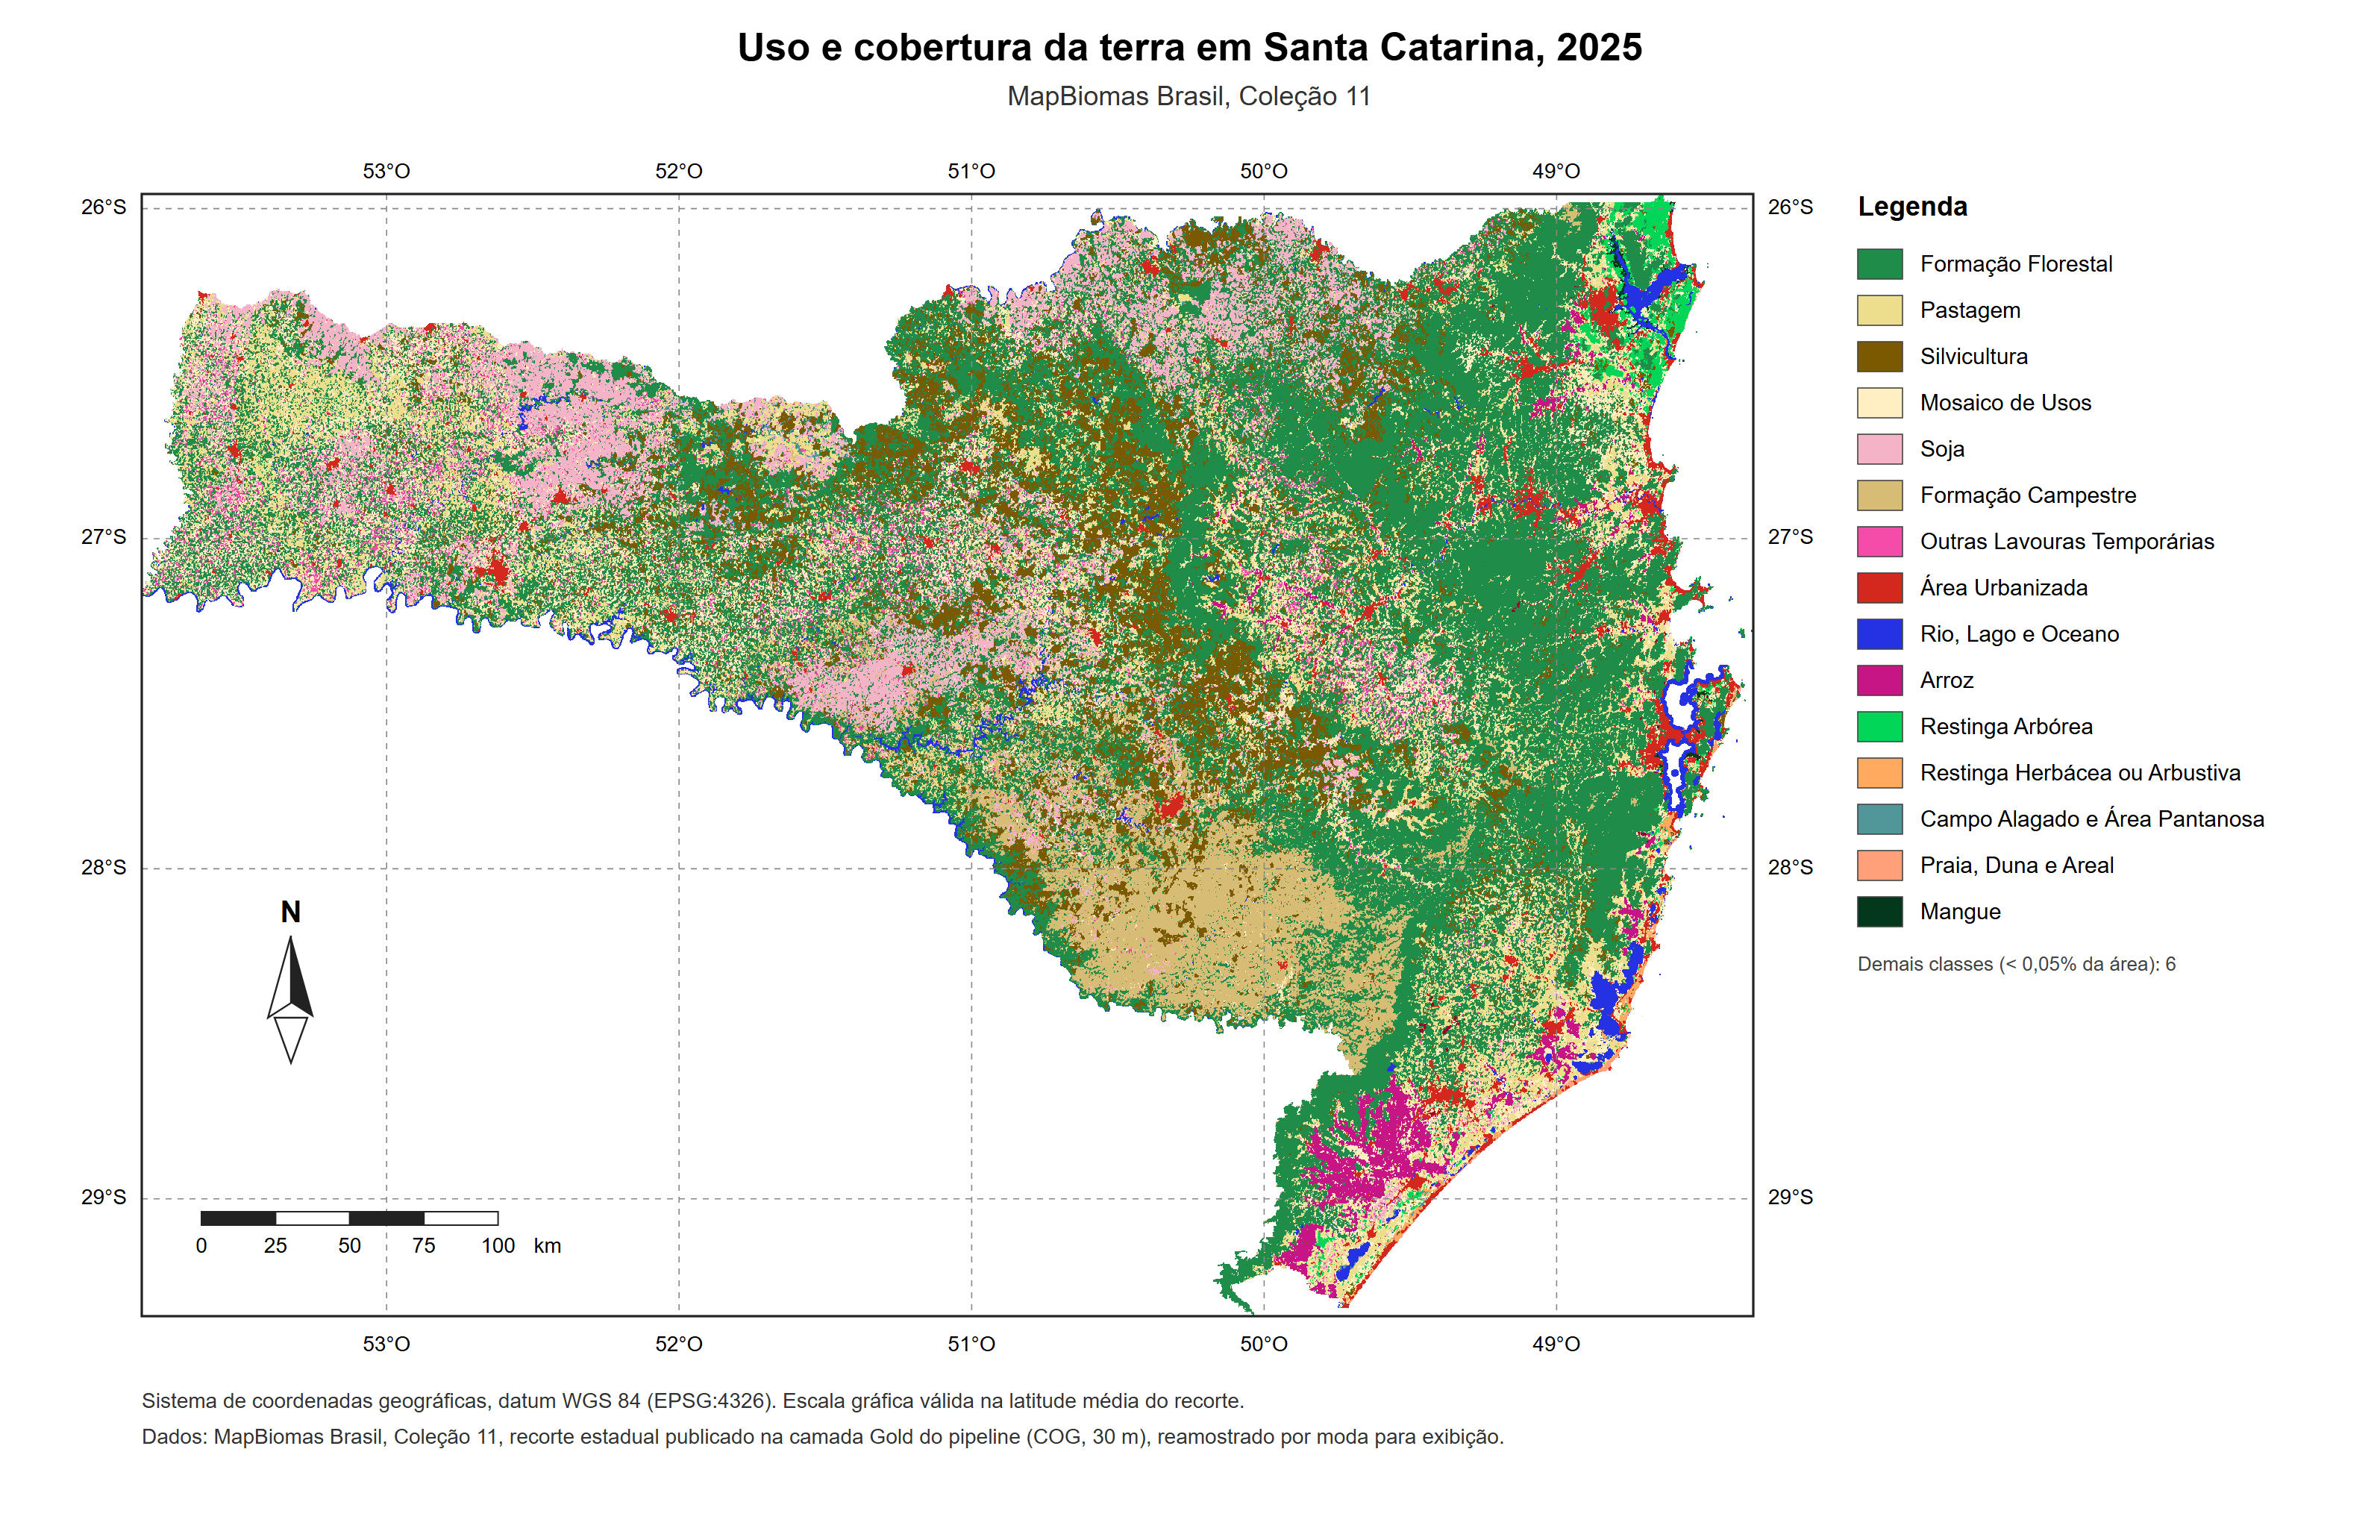 Uso e cobertura da terra em Santa Catarina, 2025
MapBiomas Brasil, Coleção 11
53°O 52°O 51°O 50°O 49°O
26°S 26°S
27°S 27°S
28°S 28°S
29°S 29°S
N
0 25 50 75 100 km
53°O 52°O 51°O 50°O 49°O
Legenda
Formação Florestal
Pastagem
Silvicultura
Mosaico de Usos
Soja
Formação Campestre
Outras Lavouras Temporárias
Área Urbanizada
Rio, Lago e Oceano
Arroz
Restinga Arbórea
Restinga Herbácea ou Arbustiva
Campo Alagado e Área Pantanosa
Praia, Duna e Areal
Mangue
Demais classes (< 0,05% da área): 6
Sistema de coordenadas geográficas, datum WGS 84 (EPSG:4326). Escala gráfica válida na latitude média do recorte.
Dados: MapBiomas Brasil, Coleção 11, recorte estadual publicado na camada Gold do pipeline (COG, 30 m), reamostrado por moda para exibição.